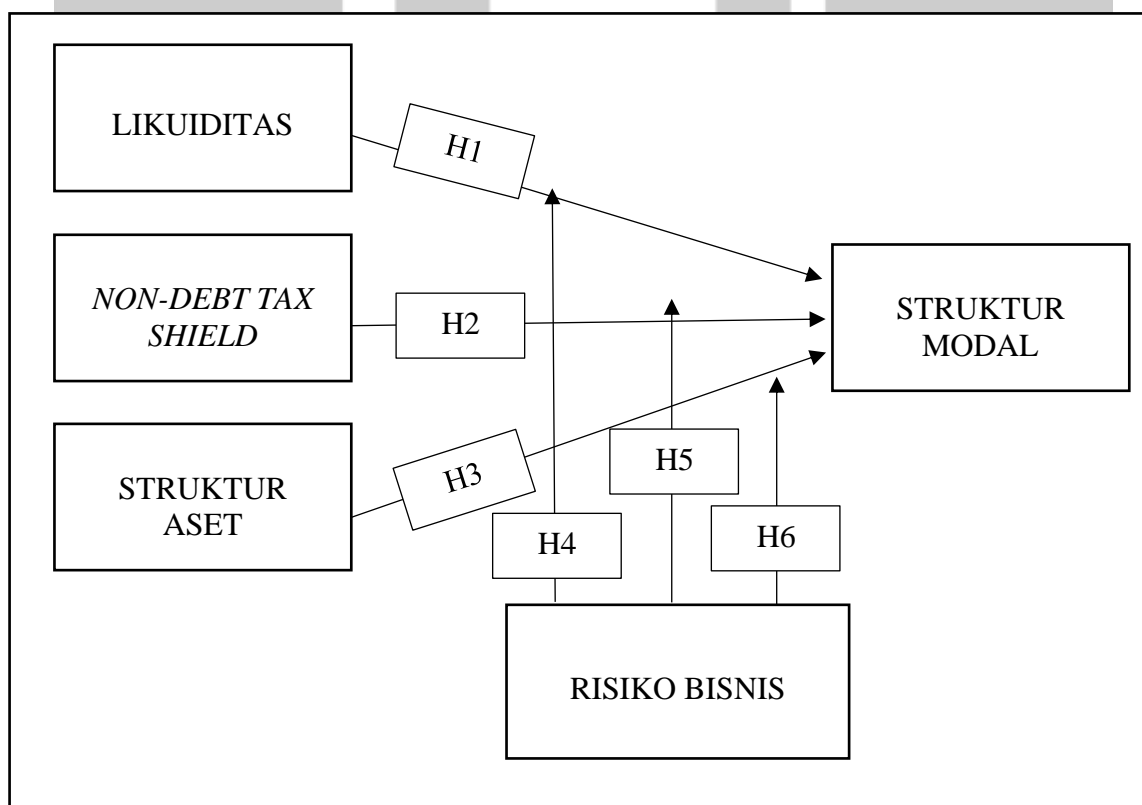 LIKUIDITAS
H1
NON-DEBT TAX
SHIELD
H2
STRUKTUR
MODAL
STRUKTUR
ASET
H3
H4
H5
H6
RISIKO BISNIS